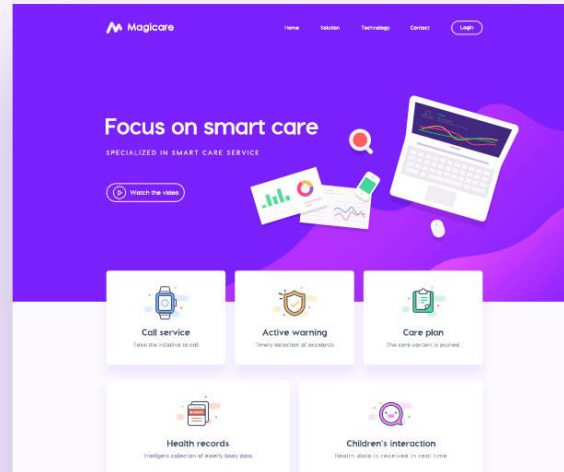 Magicare
Home Solution Technology Contact Login
Focus on smart care
SPECIALIZED IN SMART CARE SERVICE
Watch the video
Call service Active warning Care plan
Take the initiative to call Timely detection of accidents The care content is pushed
Health records Children's interaction
Intelligent collection of elderly body data Health data is received in real time